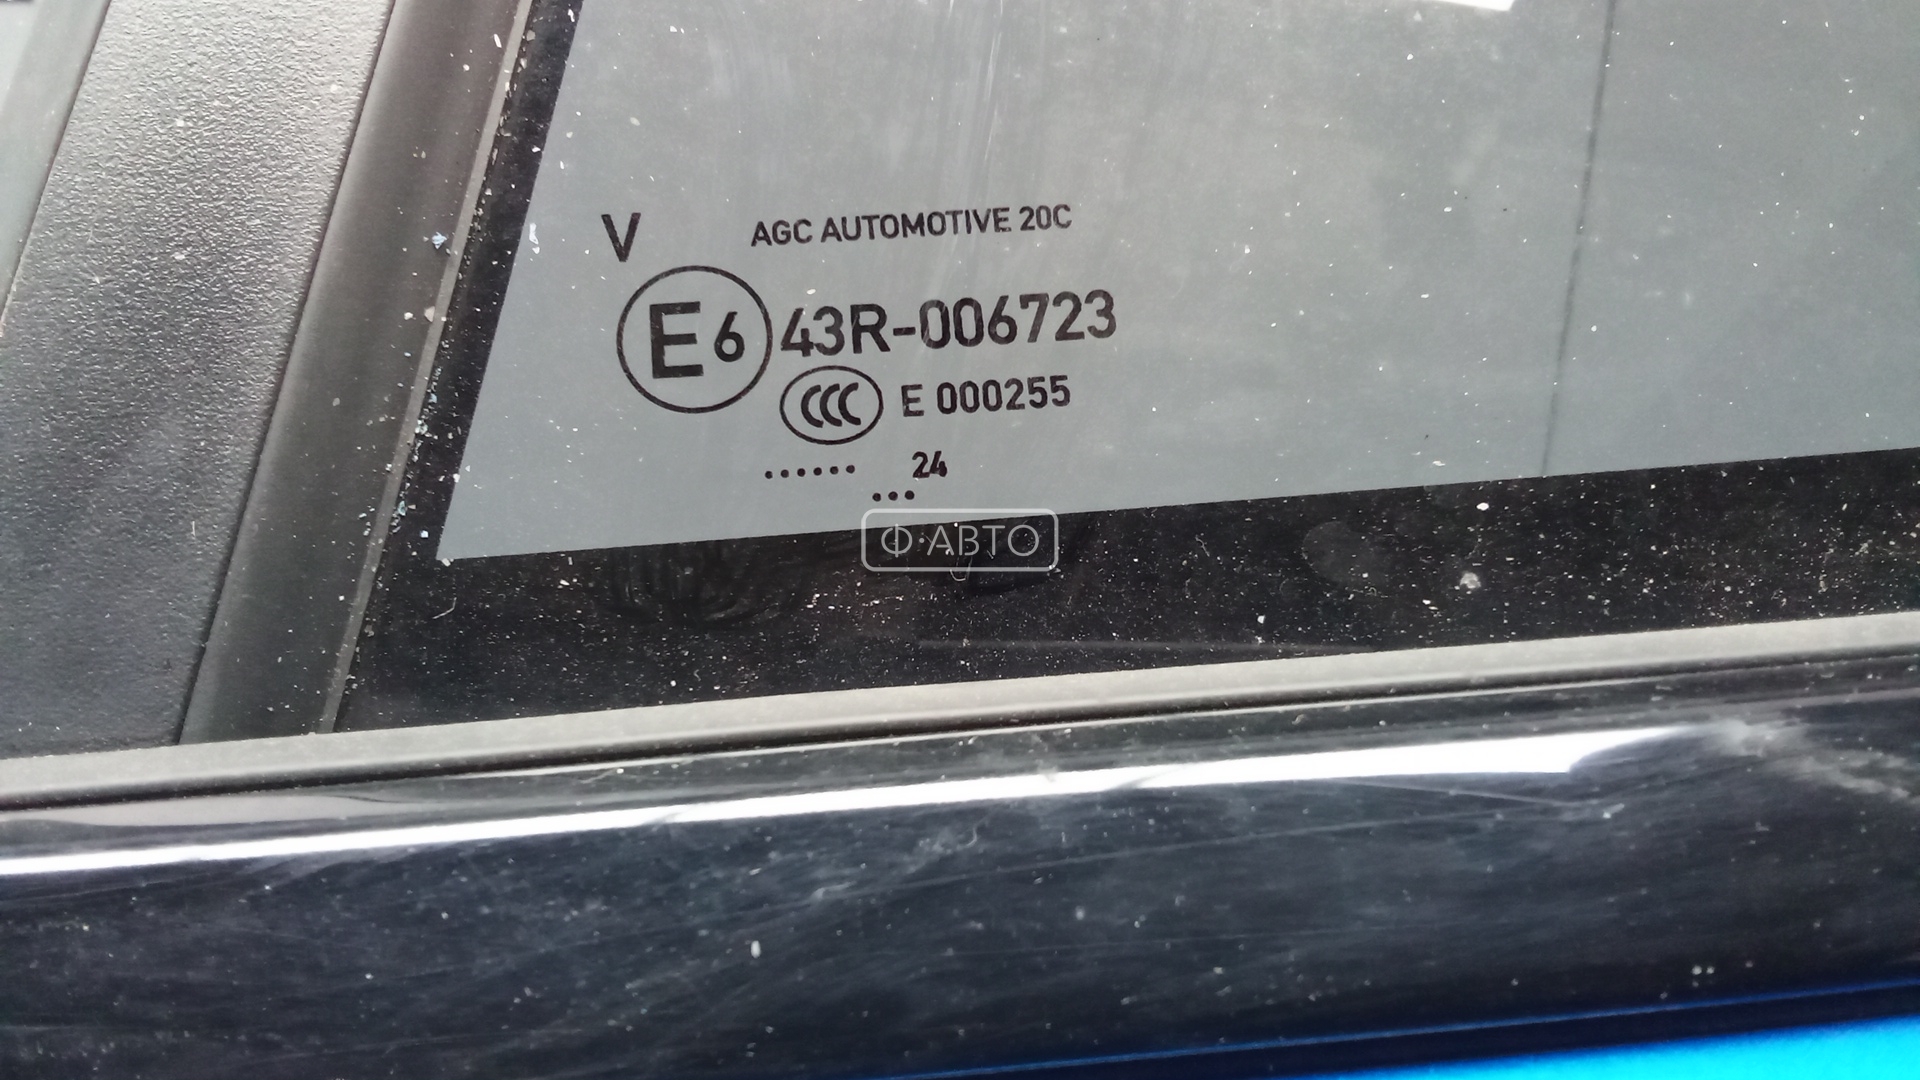 V AGC AUTOMOTIVE 20C
E6 43R-006723
CCC E 000255
...... 24
...
Ф·АВТО